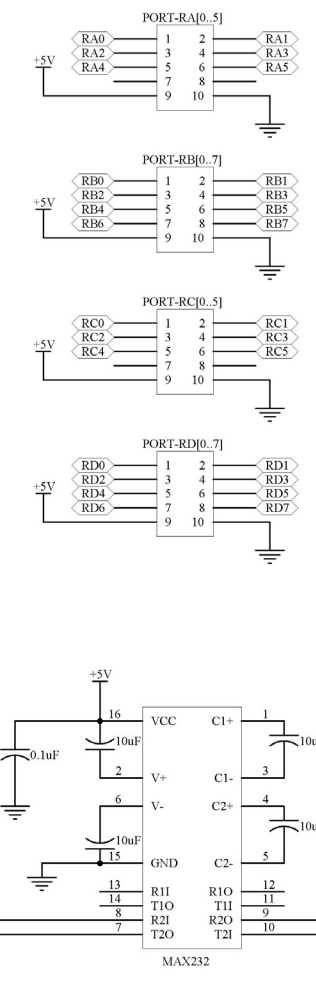 PORT-RA[0..5]
RA0 1 2 RA1
RA2 3 4 RA3
RA4 5 6 RA5
+5V
7 8
9 10
PORT-RB[0..7]
RB0 1 2 RB1
RB2 3 4 RB3
RB4 5 6 RB5
+5V
RB6 7 8 RB7
9 10
PORT-RC[0..5]
RC0 1 2 RC1
RC2 3 4 RC3
RC4 5 6 RC5
+5V
7 8
9 10
PORT-RD[0..7]
RD0 1 2 RD1
RD2 3 4 RD3
RD4 5 6 RD5
+5V
RD6 7 8 RD7
9 10
+5V
16 VCC C1+ 1
10uF 10u
0.1uF
2 V+ C1- 3
6 V- C2+ 4
10uF 10u
15 GND C2- 5
13 R1I R1O 12
14 T1O T1I 11
8 R2I R2O 9
7 T2O T2I 10
MAX232